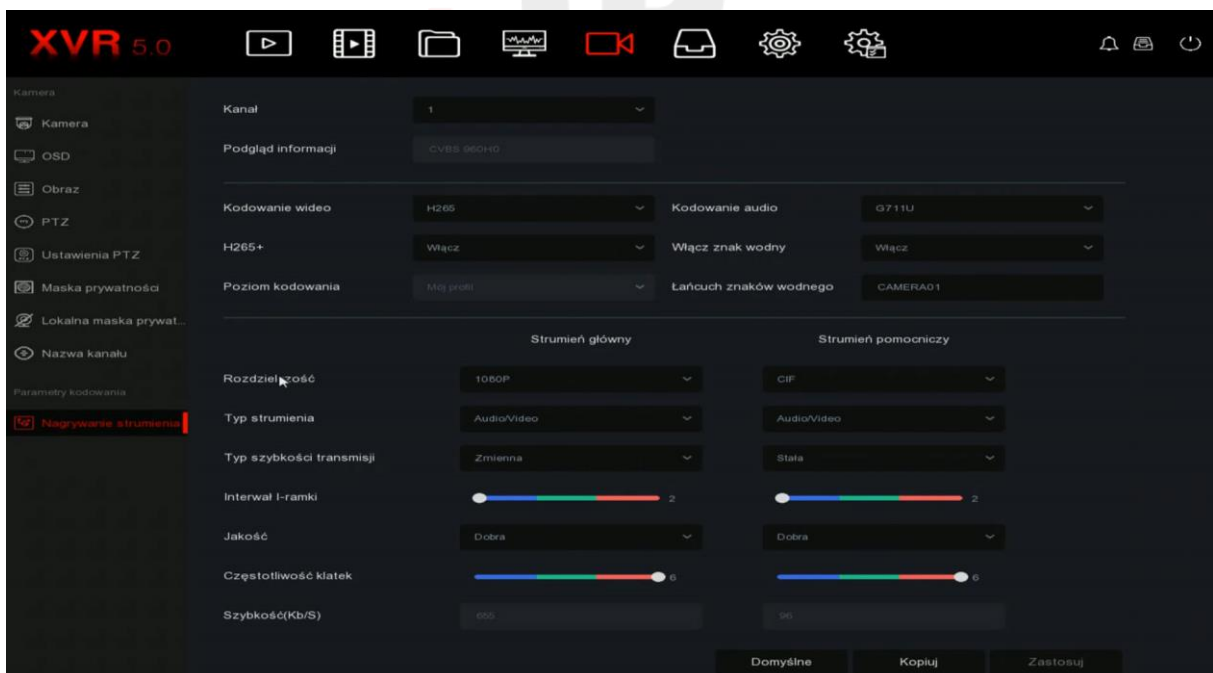 XVR 5.0
Kamera
Kamera
OSD
Obraz
PTZ
Ustawienia PTZ
Maska prywatności
Lokalna maska prywat...
Nazwa kanału
Parametry kodowania
Nagrywanie strumienia
Kanał 1
Podgląd informacji CVBS 960H0
Kodowanie wideo H265 Kodowanie audio G711U
H265+ Włącz Włącz znak wodny Włącz
Poziom kodowania Mój profil Łańcuch znaków wodnego CAMERA01
Strumień główny Strumień pomocniczy
Rozdzielczość 1080P CIF
Typ strumienia Audio/Video Audio/Video
Typ szybkości transmisji Zmienna Stała
Interwał I-ramki 2 2
Jakość Dobra Dobra
Częstotliwość klatek 6 6
Szybkość(Kb/S) 655 96
Domyślne Kopiuj Zastosuj